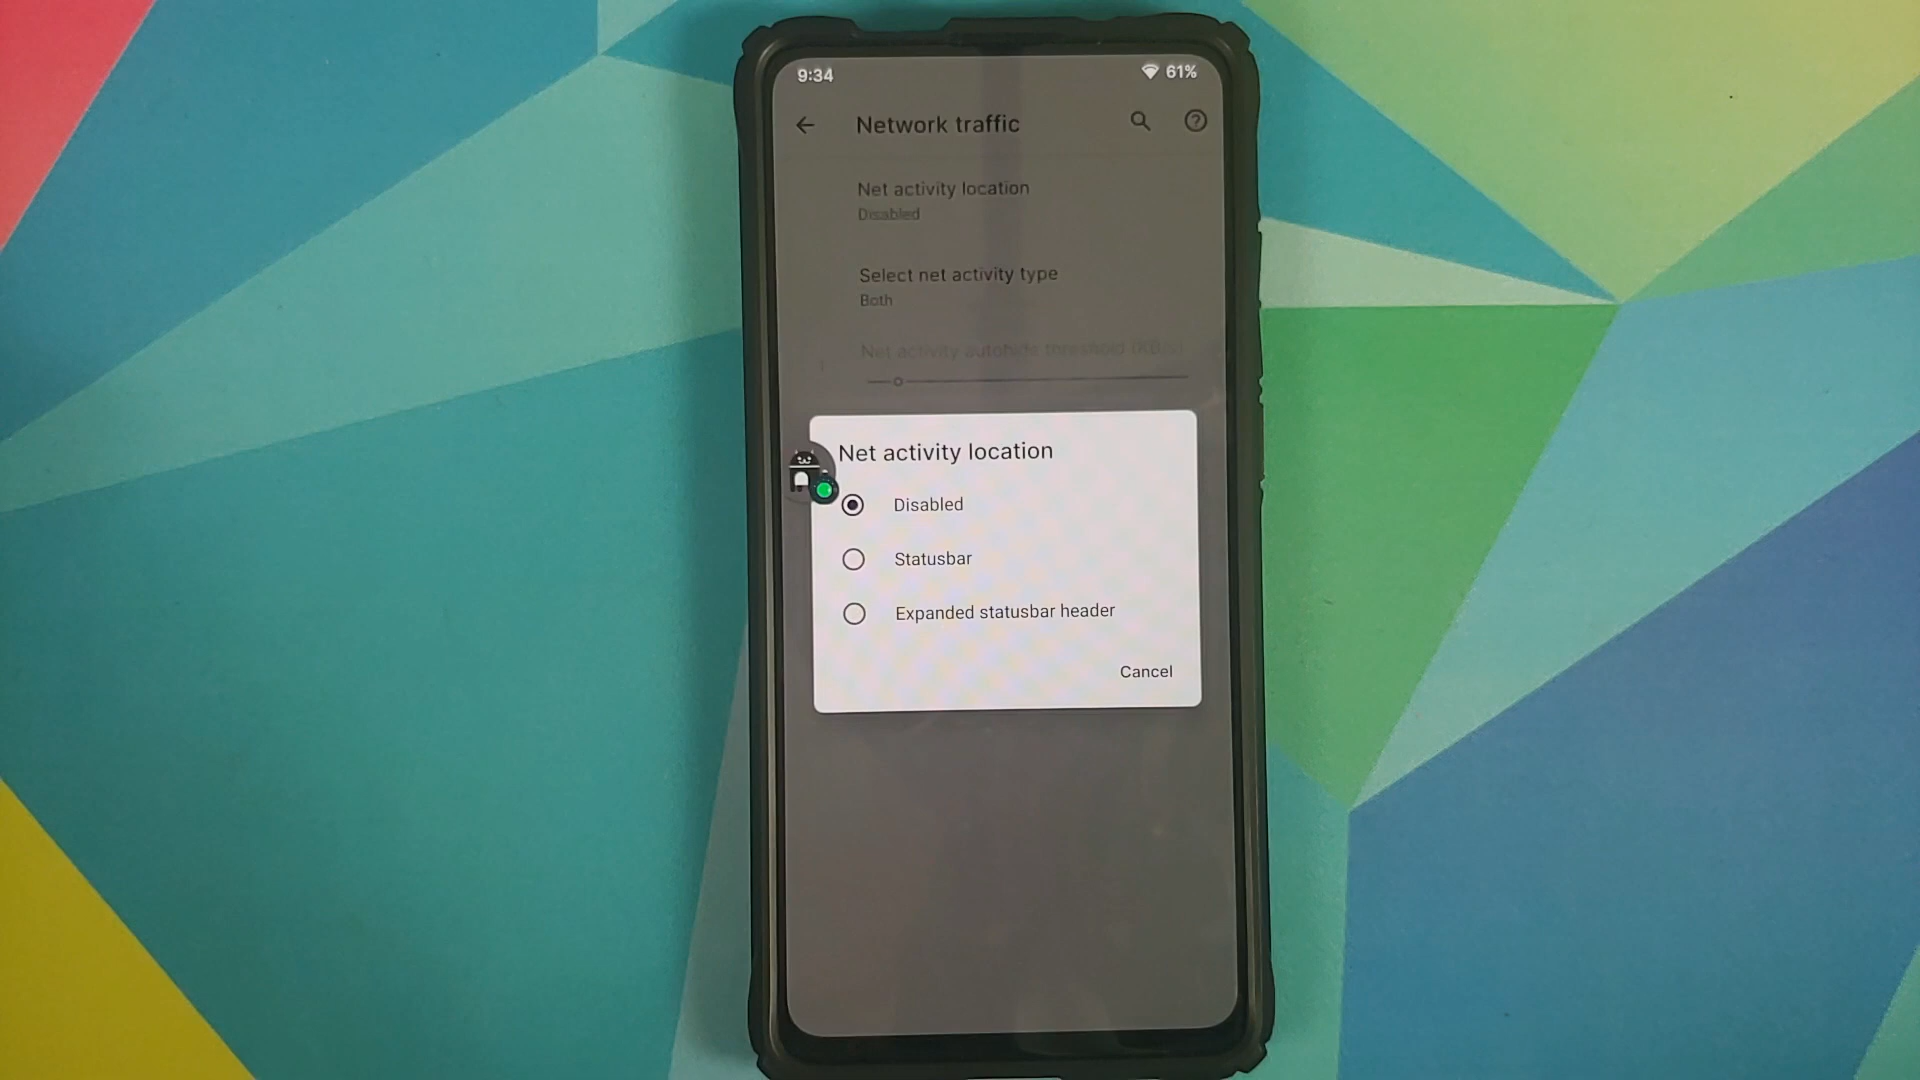 9:34
61%
Network traffic
Net activity location
Disabled
Select net activity type
Both
Net activity autohide threshold
Net activity location
Disabled
Statusbar
Expanded statusbar header
Cancel